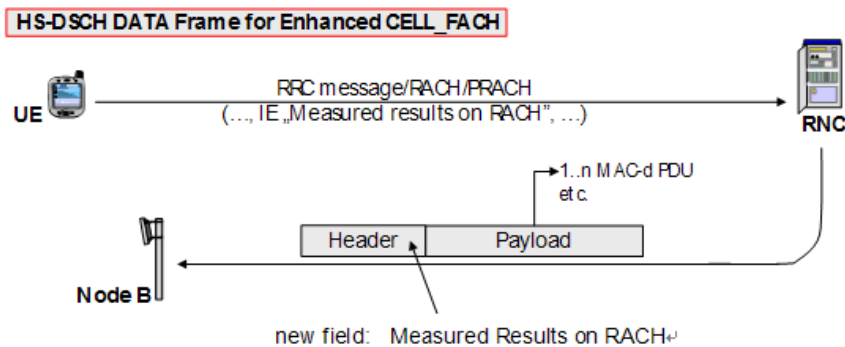 HS-DSCH DATA Frame for Enhanced CELL_FACH
RRC message/RACH/PRACH
UE
(…, IE „Measured results on RACH”, …)
RNC
1..n MAC-d PDU
etc.
Header
Payload
Node B
new field: Measured Results on RACH↵